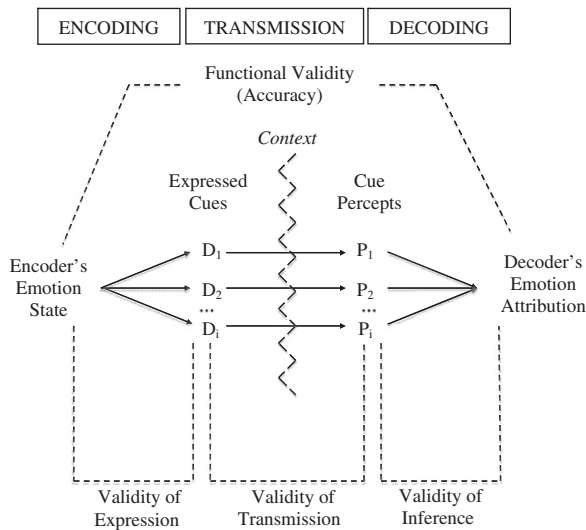 ENCODING TRANSMISSION DECODING
Functional Validity
(Accuracy)
Context
Expressed
Cues
Cue
Percepts
D1 P1
Encoder's
Emotion
State
D2 P2
... ...
Di Pi
Decoder's
Emotion
Attribution
Validity of
Expression
Validity of
Transmission
Validity of
Inference